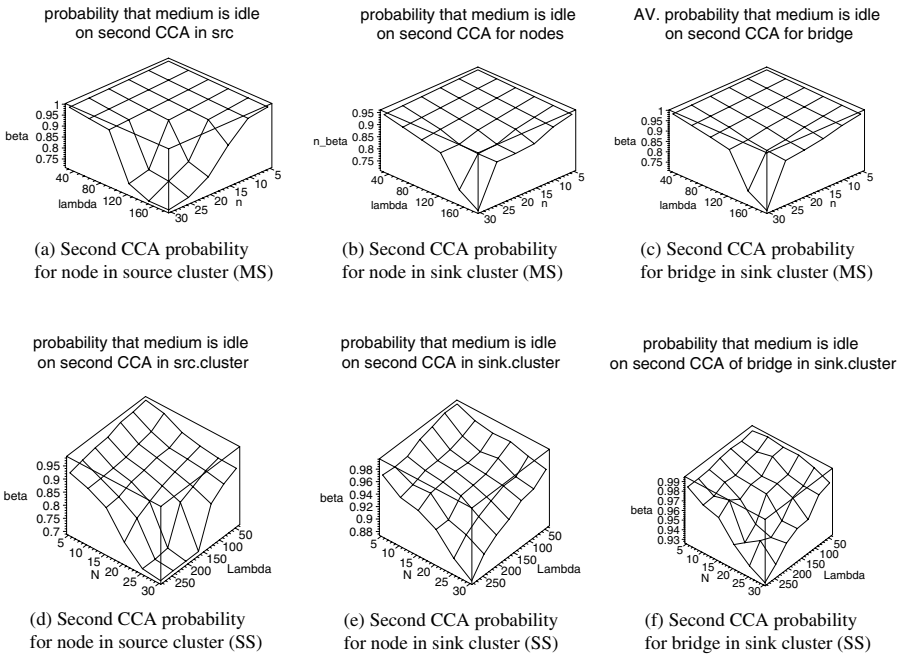 probability that medium is idle
on second CCA in src
1
0.95
0.9
0.85
0.8
0.75
beta
40
80
120
160
lambda
30
25
20
15
10
5
n
(a) Second CCA probability
for node in source cluster (MS)
probability that medium is idle
on second CCA for nodes
0.95
0.9
0.85
0.8
0.75
n_beta
40
80
120
160
lambda
30
25
20
15
10
5
n
(b) Second CCA probability
for node in sink cluster (MS)
AV. probability that medium is idle
on second CCA for bridge
1
0.95
0.9
0.85
0.8
0.75
beta
40
80
120
160
lambda
30
25
20
15
10
5
n
(c) Second CCA probability
for bridge in sink cluster (MS)
probability that medium is idle
on second CCA in src.cluster
0.95
0.9
0.85
0.8
0.75
0.7
beta
5
10
15
20
25
30
N
250
200
150
100
50
Lambda
(d) Second CCA probability
for node in source cluster (SS)
probability that medium is idle
on second CCA in sink.cluster
0.98
0.96
0.94
0.92
0.9
0.88
beta
5
10
15
20
25
30
N
250
200
150
100
50
Lambda
(e) Second CCA probability
for node in sink cluster (SS)
probability that medium is idle
on second CCA of bridge in sink.cluster
0.99
0.98
0.97
0.96
0.95
0.94
0.93
beta
5
10
15
20
25
30
N
250
200
150
100
50
Lambda
(f) Second CCA probability
for bridge in sink cluster (SS)